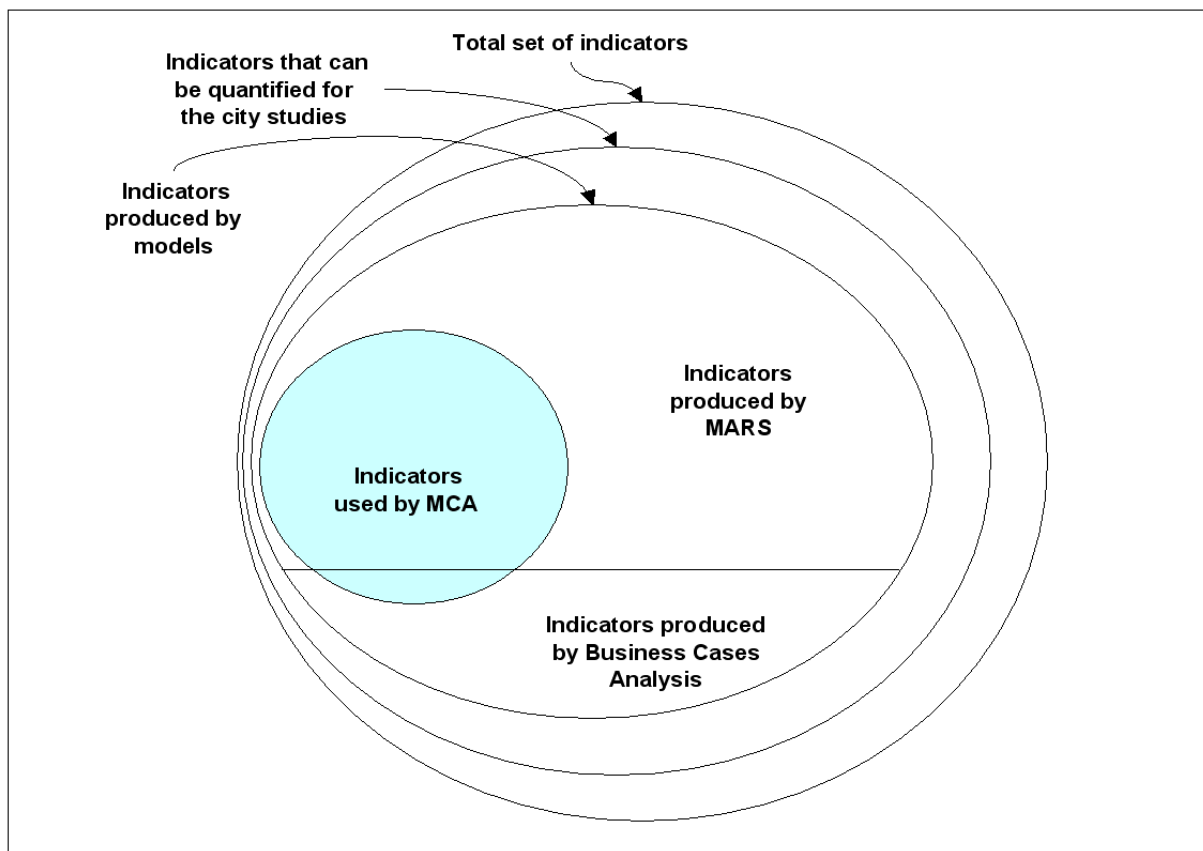 Total set of indicators
Indicators that can
be quantified for
the city studies
Indicators
produced by
models
Indicators
produced by
MARS
Indicators
used by MCA
Indicators produced
by Business Cases
Analysis